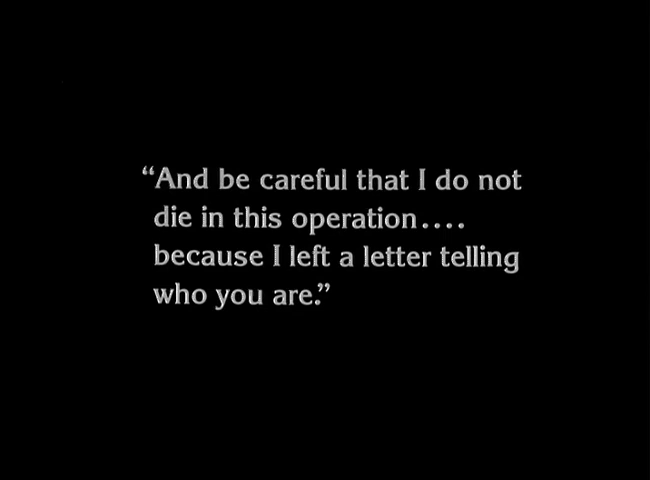 “And be careful that I do not
die in this operation....
because I left a letter telling
who you are.”